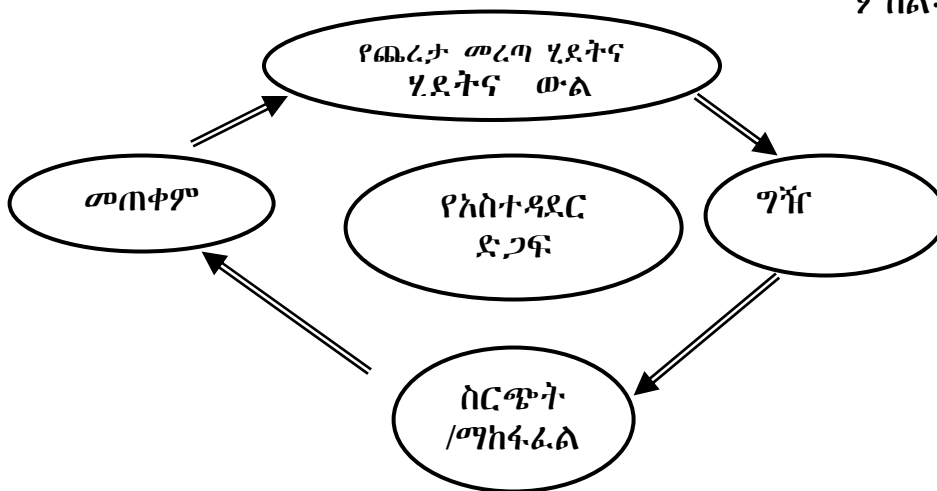 የጨረታ መረጣ ሂደትና
ሂደትና ውል
መጠቀም
የአስተዳደር
ድጋፍ
ግዥ
ስርጭት
/ማከፋፈል